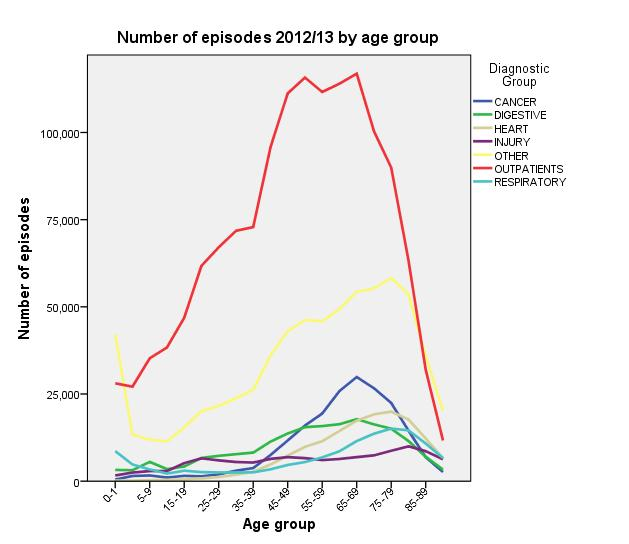 Number of episodes 2012/13 by age group
Diagnostic
Group
CANCER
DIGESTIVE
HEART
INJURY
OTHER
OUTPATIENTS
RESPIRATORY
Number of episodes
100,000
75,000
50,000
25,000
0
0-1
5-9
15-19
25-29
35-39
45-49
55-59
65-69
75-79
85-89
Age group